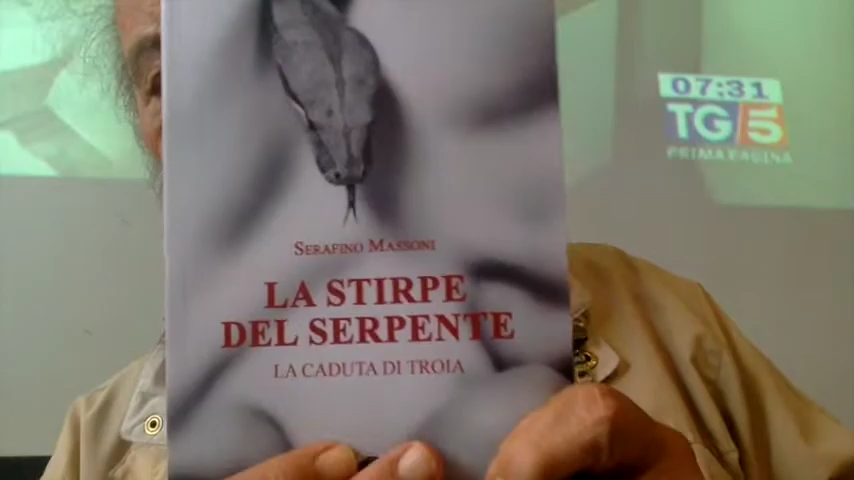 07:31
TG5
PRIMA PAGINA
SERAFINO MASSONI
LA STIRPE
DEL SERPENTE
LA CADUTA DI TROIA